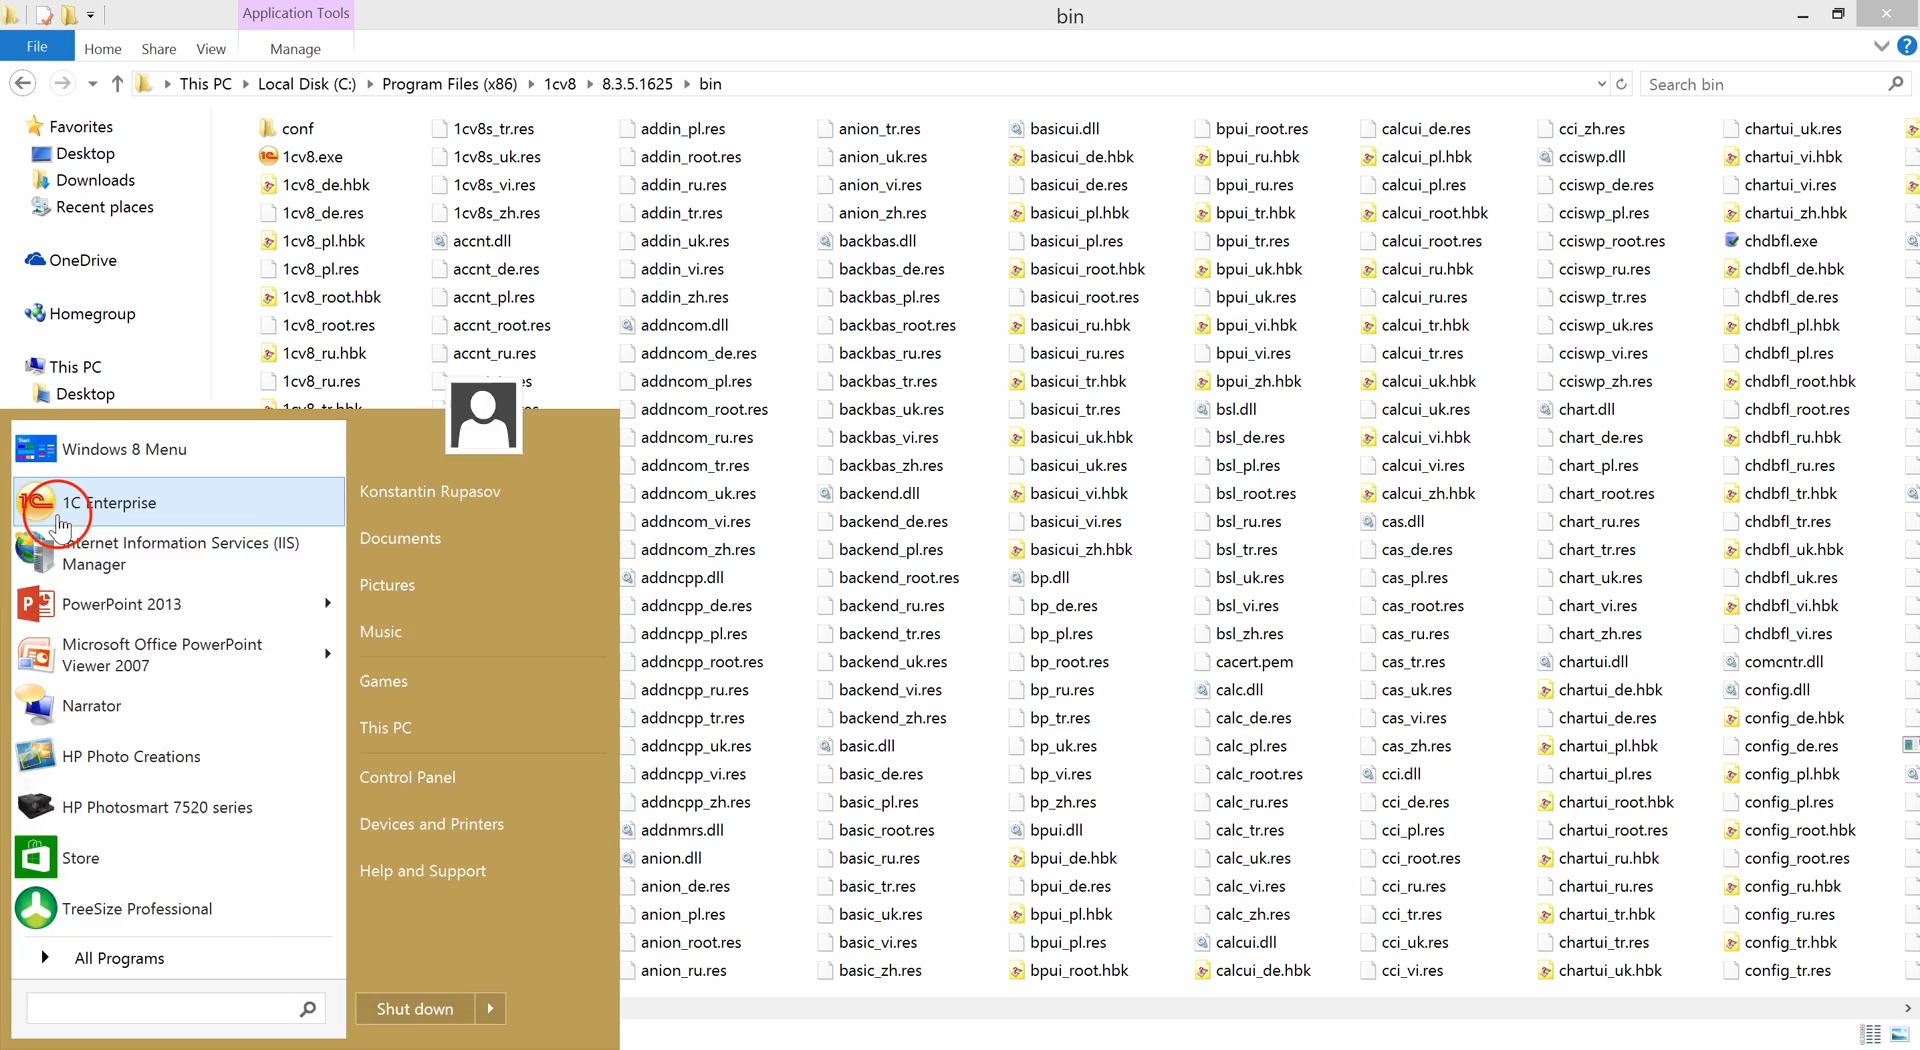 Application Tools
bin
File
Home
Share
View
Manage
This PC
Local Disk (C:)
Program Files (x86)
1cv8
8.3.5.1625
bin
Search bin
Favorites
Desktop
Downloads
Recent places
OneDrive
Homegroup
This PC
Desktop
conf
1cv8.exe
1cv8_de.hbk
1cv8_de.res
1cv8_pl.hbk
1cv8_pl.res
1cv8_root.hbk
1cv8_root.res
1cv8_ru.hbk
1cv8_ru.res
1cv8_tr.hbk
1cv8s_tr.res
1cv8s_uk.res
1cv8s_vi.res
1cv8s_zh.res
accnt.dll
accnt_de.res
accnt_pl.res
accnt_root.res
accnt_ru.res
addin_pl.res
addin_root.res
addin_ru.res
addin_tr.res
addin_uk.res
addin_vi.res
addin_zh.res
addncom.dll
addncom_de.res
addncom_pl.res
addncom_root.res
addncom_ru.res
addncom_tr.res
addncom_uk.res
addncom_vi.res
addncom_zh.res
addncpp.dll
addncpp_de.res
addncpp_pl.res
addncpp_root.res
addncpp_ru.res
addncpp_tr.res
addncpp_uk.res
addncpp_vi.res
addncpp_zh.res
addnmrs.dll
anion.dll
anion_de.res
anion_pl.res
anion_root.res
anion_ru.res
anion_tr.res
anion_uk.res
anion_vi.res
anion_zh.res
backbas.dll
backbas_de.res
backbas_pl.res
backbas_root.res
backbas_ru.res
backbas_tr.res
backbas_uk.res
backbas_vi.res
backbas_zh.res
backend.dll
backend_de.res
backend_pl.res
backend_root.res
backend_ru.res
backend_tr.res
backend_uk.res
backend_vi.res
backend_zh.res
basic.dll
basic_de.res
basic_pl.res
basic_root.res
basic_ru.res
basic_tr.res
basic_uk.res
basic_vi.res
basic_zh.res
basicui.dll
basicui_de.hbk
basicui_de.res
basicui_pl.hbk
basicui_pl.res
basicui_root.hbk
basicui_root.res
basicui_ru.hbk
basicui_ru.res
basicui_tr.hbk
basicui_tr.res
basicui_uk.hbk
basicui_uk.res
basicui_vi.hbk
basicui_vi.res
basicui_zh.hbk
bp.dll
bp_de.res
bp_pl.res
bp_root.res
bp_ru.res
bp_tr.res
bp_uk.res
bp_vi.res
bp_zh.res
bpui.dll
bpui_de.hbk
bpui_de.res
bpui_pl.hbk
bpui_pl.res
bpui_root.hbk
bpui_root.res
bpui_ru.hbk
bpui_ru.res
bpui_tr.hbk
bpui_tr.res
bpui_uk.hbk
bpui_uk.res
bpui_vi.hbk
bpui_vi.res
bpui_zh.hbk
bsl.dll
bsl_de.res
bsl_pl.res
bsl_root.res
bsl_ru.res
bsl_tr.res
bsl_uk.res
bsl_vi.res
bsl_zh.res
cacert.pem
calc.dll
calc_de.res
calc_pl.res
calc_root.res
calc_ru.res
calc_tr.res
calc_uk.res
calc_vi.res
calc_zh.res
calcui.dll
calcui_de.hbk
calcui_de.res
calcui_pl.hbk
calcui_pl.res
calcui_root.hbk
calcui_root.res
calcui_ru.hbk
calcui_ru.res
calcui_tr.hbk
calcui_tr.res
calcui_uk.hbk
calcui_uk.res
calcui_vi.hbk
calcui_vi.res
calcui_zh.hbk
cas.dll
cas_de.res
cas_pl.res
cas_root.res
cas_ru.res
cas_tr.res
cas_uk.res
cas_vi.res
cas_zh.res
cci.dll
cci_de.res
cci_pl.res
cci_root.res
cci_ru.res
cci_tr.res
cci_uk.res
cci_vi.res
cci_zh.res
cciswp.dll
cciswp_de.res
cciswp_pl.res
cciswp_root.res
cciswp_ru.res
cciswp_tr.res
cciswp_uk.res
cciswp_vi.res
cciswp_zh.res
chart.dll
chart_de.res
chart_pl.res
chart_root.res
chart_ru.res
chart_tr.res
chart_uk.res
chart_vi.res
chart_zh.res
chartui.dll
chartui_de.hbk
chartui_de.res
chartui_pl.hbk
chartui_pl.res
chartui_root.hbk
chartui_root.res
chartui_ru.hbk
chartui_ru.res
chartui_tr.hbk
chartui_tr.res
chartui_uk.hbk
chartui_uk.res
chartui_vi.hbk
chartui_vi.res
chartui_zh.hbk
chdbfl.exe
chdbfl_de.hbk
chdbfl_de.res
chdbfl_pl.hbk
chdbfl_pl.res
chdbfl_root.hbk
chdbfl_root.res
chdbfl_ru.hbk
chdbfl_ru.res
chdbfl_tr.hbk
chdbfl_tr.res
chdbfl_uk.hbk
chdbfl_uk.res
chdbfl_vi.hbk
chdbfl_vi.res
comcntr.dll
config.dll
config_de.hbk
config_de.res
config_pl.hbk
config_pl.res
config_root.hbk
config_root.res
config_ru.hbk
config_ru.res
config_tr.hbk
config_tr.res
Windows 8 Menu
1C Enterprise
Internet Information Services (IIS)
Manager
PowerPoint 2013
Microsoft Office PowerPoint
Viewer 2007
Narrator
HP Photo Creations
HP Photosmart 7520 series
Store
TreeSize Professional
All Programs
Konstantin Rupasov
Documents
Pictures
Music
Games
This PC
Control Panel
Devices and Printers
Help and Support
Shut down